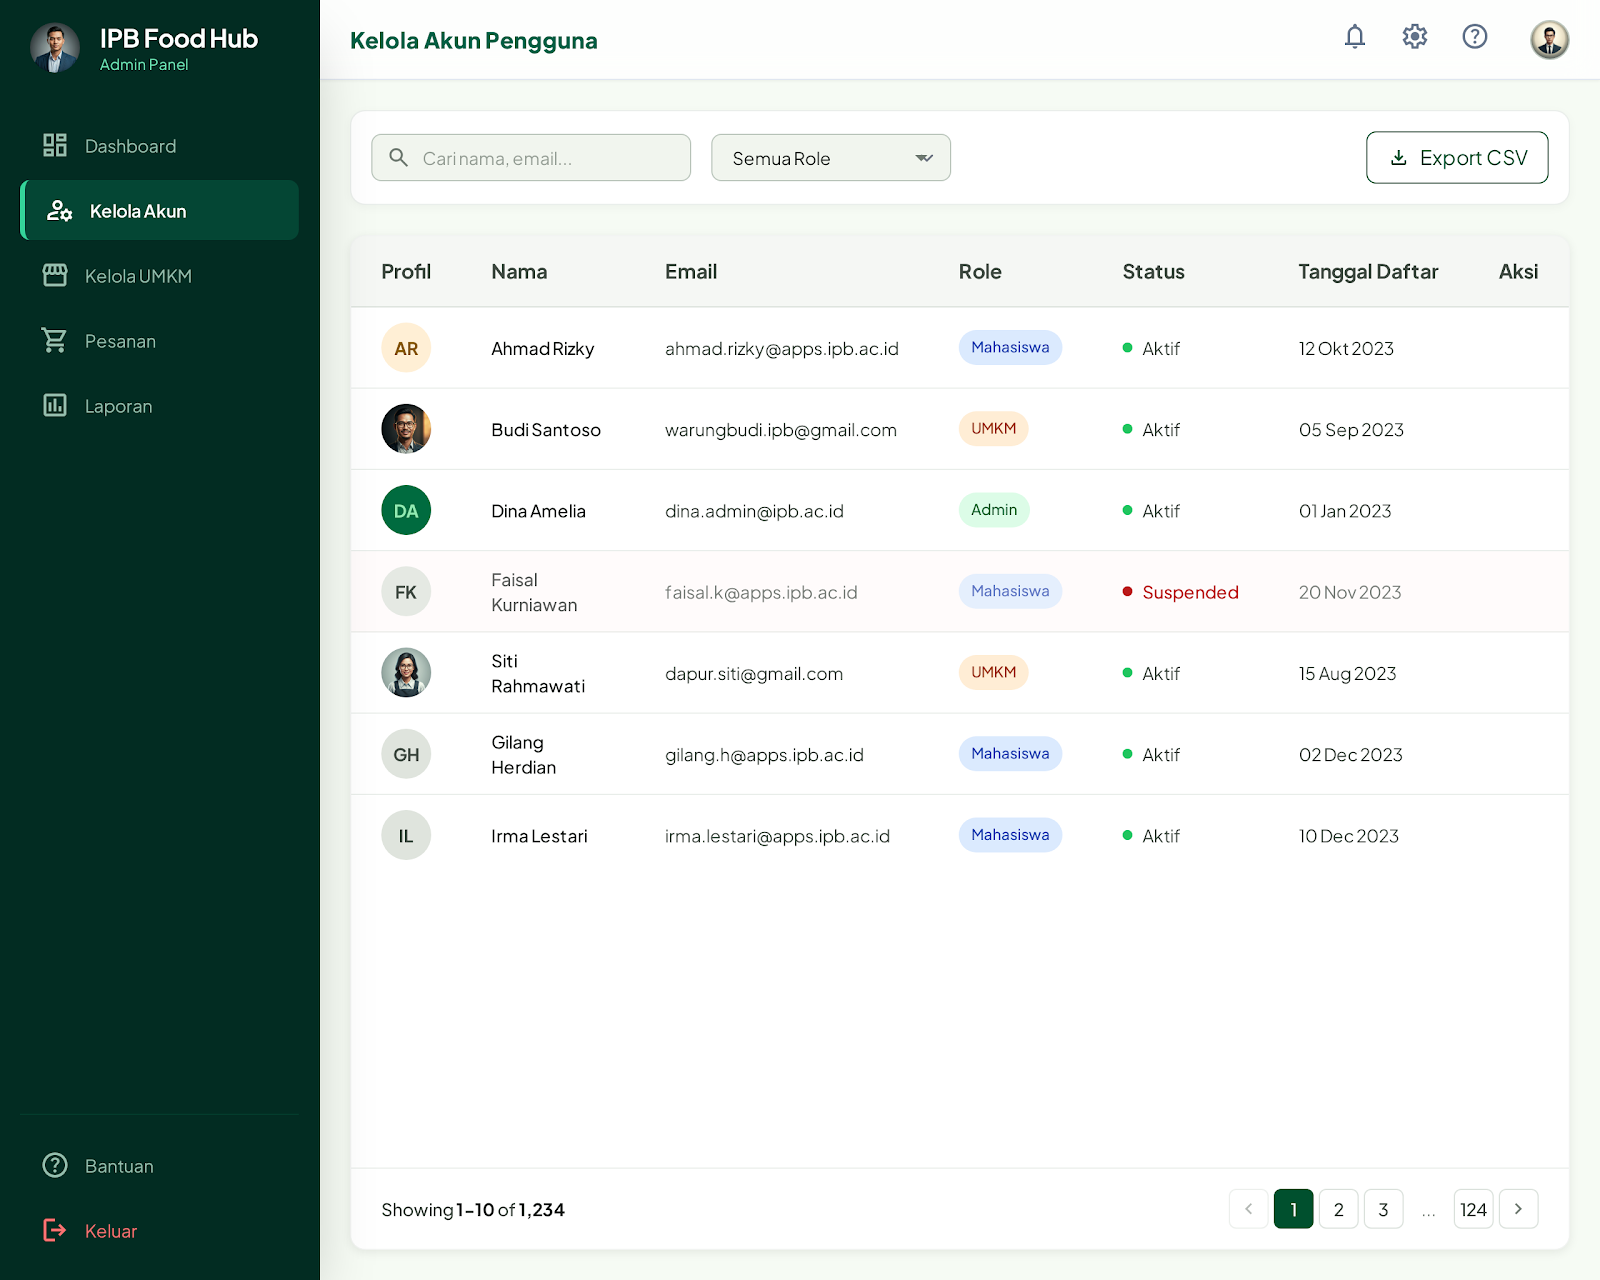 IPB Food Hub
Admin Panel
Dashboard
Kelola Akun
Kelola UMKM
Pesanan
Laporan
Bantuan
Keluar
Kelola Akun Pengguna
Cari nama, email...
Semua Role
Export CSV
Profil Nama Email Role Status Tanggal Daftar Aksi
AR Ahmad Rizky ahmad.rizky@apps.ipb.ac.id Mahasiswa Aktif 12 Okt 2023
Budi Santoso warungbudi.ipb@gmail.com UMKM Aktif 05 Sep 2023
DA Dina Amelia dina.admin@ipb.ac.id Admin Aktif 01 Jan 2023
FK Faisal Kurniawan faisal.k@apps.ipb.ac.id Mahasiswa Suspended 20 Nov 2023
Siti Rahmawati dapur.siti@gmail.com UMKM Aktif 15 Aug 2023
GH Gilang Herdian gilang.h@apps.ipb.ac.id Mahasiswa Aktif 02 Dec 2023
IL Irma Lestari irma.lestari@apps.ipb.ac.id Mahasiswa Aktif 10 Dec 2023
Showing 1-10 of 1,234
1 2 3 ... 124